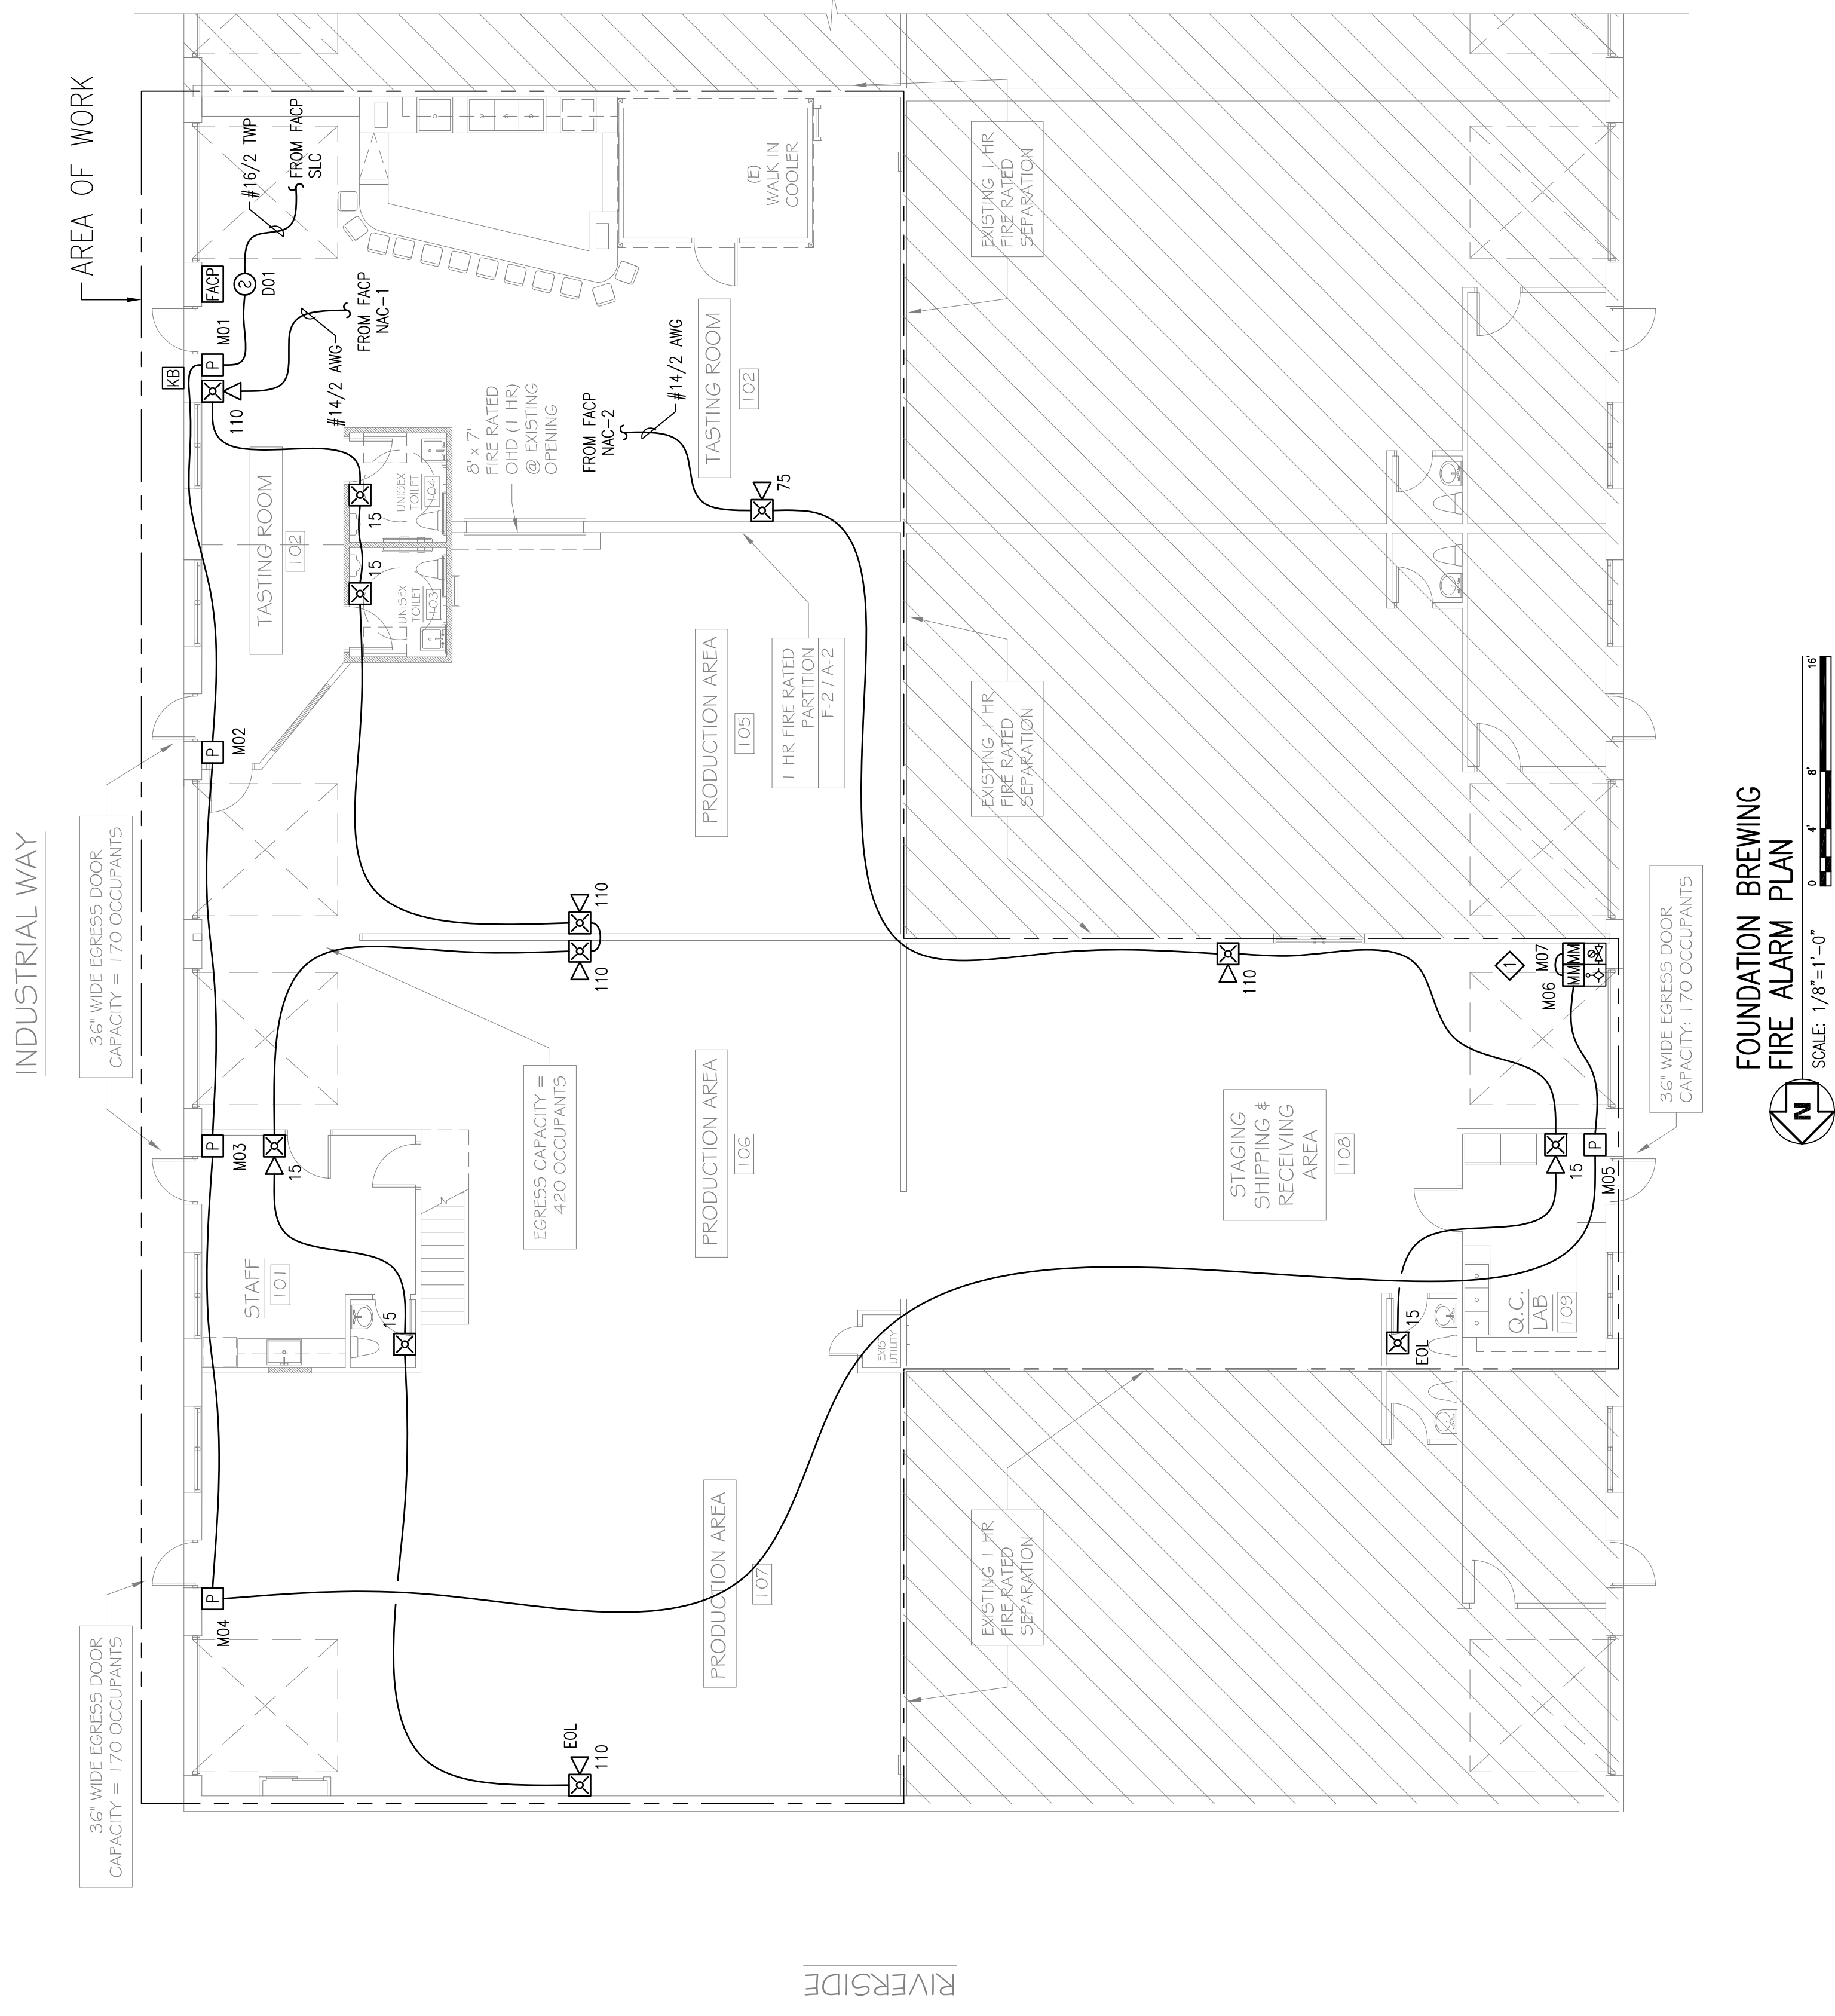 INDUSTRIAL WAY
AREA OF WORK
36" WIDE EGRESS DOOR
CAPACITY = 170 OCCUPANTS
36" WIDE EGRESS DOOR
CAPACITY = 170 OCCUPANTS
M04
M03
M02
KB
M01
FACP
P
P
P
P
2
D01
#16/2 TWP
FROM FACP
SLC
110
#14/2 AWG
FROM FACP
NAC-1
STAFF
101
15
15
TASTING ROOM
102
15
15
UNISEX
TOILET
103
UNISEX
TOILET
104
8' x 7'
FIRE RATED
OHD (1 HR)
@ EXISTING
OPENING
FROM FACP
NAC-2
#14/2 AWG
75
TASTING ROOM
102
(E)
WALK IN
COOLER
EOL
110
110
110
EGRESS CAPACITY =
420 OCCUPANTS
PRODUCTION AREA
107
PRODUCTION AREA
106
PRODUCTION AREA
105
1 HR FIRE RATED
PARTITION
F-2 / A-2
EXIST
UTILITY
EXISTING 1 HR
FIRE RATED
SEPARATION
EXISTING 1 HR
FIRE RATED
SEPARATION
EXISTING 1 HR
FIRE RATED
SEPARATION
STAGING
SHIPPING &
RECEIVING
AREA
108
110
EOL
15
Q.C.
LAB
109
15
P
M05
M06
M07
MM
MM
1
36" WIDE EGRESS DOOR
CAPACITY: 170 OCCUPANTS
RIVERSIDE
N
FOUNDATION BREWING
FIRE ALARM PLAN
SCALE: 1/8"=1'-0"
0 4' 8' 16'